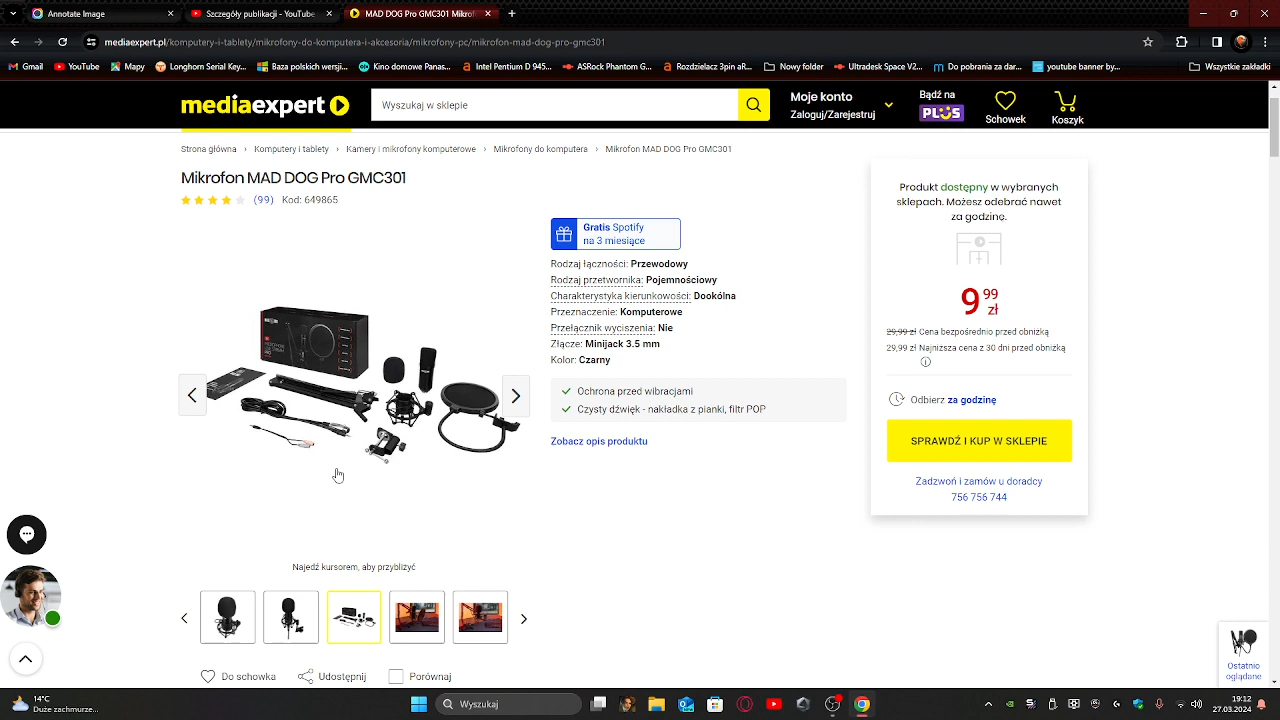 Annotate Image
Szczegóły publikacji - YouTube
MAD DOG Pro GMC301 Mikrof
mediaexpert.pl/komputery-i-tablety/mikrofony-do-komputera-i-akcesoria/mikrofony-pc/mikrofon-mad-dog-pro-gmc301
Gmail
YouTube
Mapy
Longhorn Serial Key...
Baza polskich wersji...
Kino domowe Panas...
Intel Pentium D 945...
ASRock Phantom G...
Rozdzielacz 3pin aR...
Nowy folder
Ultradesk Space V2...
Do pobrania za dar...
youtube banner by...
Wszystkie zakładki
mediaexpert
Wyszukaj w sklepie
Moje konto
Zaloguj/Zarejestruj
Bądź na
PLUS
Schowek
Koszyk
Strona główna › Komputery i tablety › Kamery i mikrofony komputerowe › Mikrofony do komputera › Mikrofon MAD DOG Pro GMC301
Mikrofon MAD DOG Pro GMC301
(99) Kod: 649865
Gratis Spotify
na 3 miesiące
Rodzaj łączności: Przewodowy
Rodzaj przetwornika: Pojemnościowy
Charakterystyka kierunkowości: Dookólna
Przeznaczenie: Komputerowe
Przełącznik wyciszenia: Nie
Złącze: Minijack 3.5 mm
Kolor: Czarny
Ochrona przed wibracjami
Czysty dźwięk - nakładka z pianki, filtr POP
Zobacz opis produktu
Produkt dostępny w wybranych
sklepach. Możesz odebrać nawet
za godzinę.
9 99 zł
29,99 zł Cena bezpośrednio przed obniżką
29,99 zł Najniższa cena z 30 dni przed obniżką
Odbierz za godzinę
SPRAWDŹ I KUP W SKLEPIE
Zadzwoń i zamów u doradcy
756 756 744
Najedź kursorem, aby przybliżyć
Do schowka
Udostępnij
Porównaj
Ostatnio
oglądane
14°C
Duże zachmurze...
Wyszukaj
19:12
27.03.2024